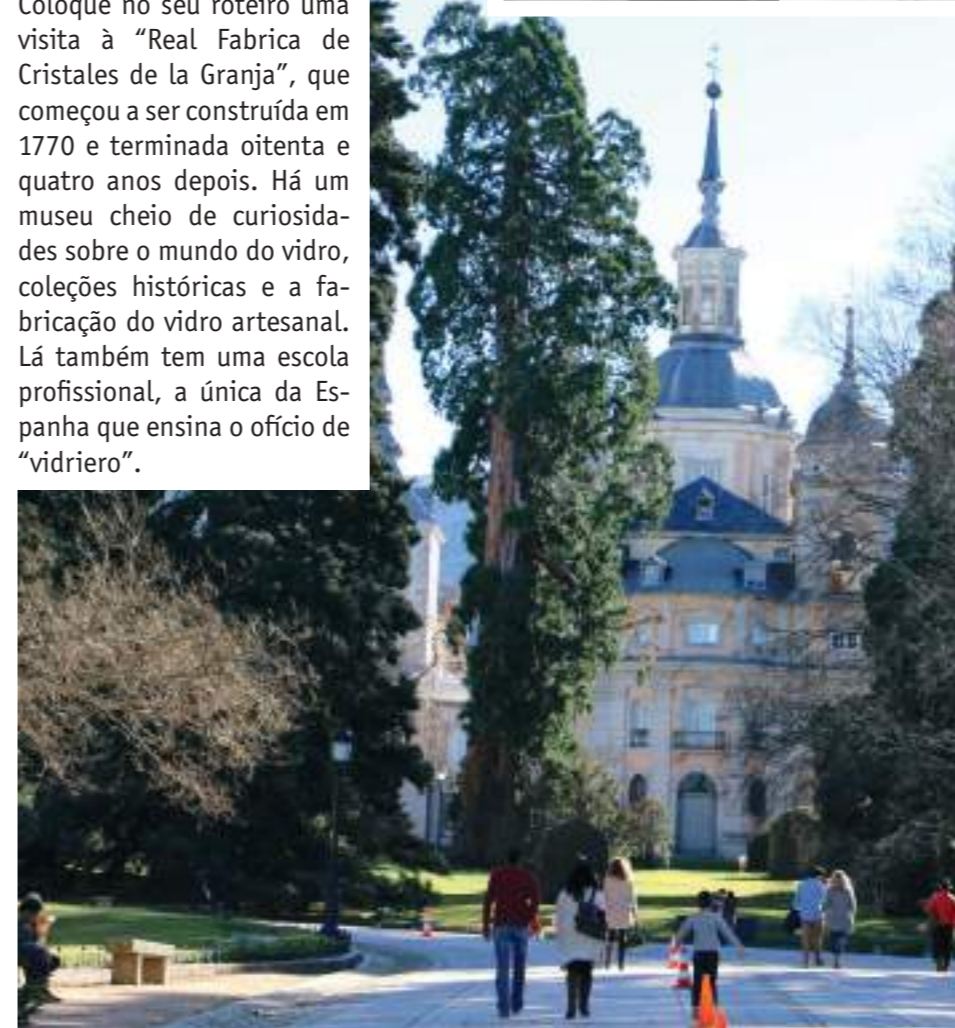 Coloque no seu roteiro uma
visita à “Real Fabrica de
Cristales de la Granja”, que
começou a ser construída em
1770 e terminada oitenta e
quatro anos depois. Há um
museu cheio de curiosida-
des sobre o mundo do vidro,
coleções históricas e a fa-
bricação do vidro artesanal.
Lá também tem uma escola
profissional, a única da Es-
panha que ensina o ofício de
“vidriero”.